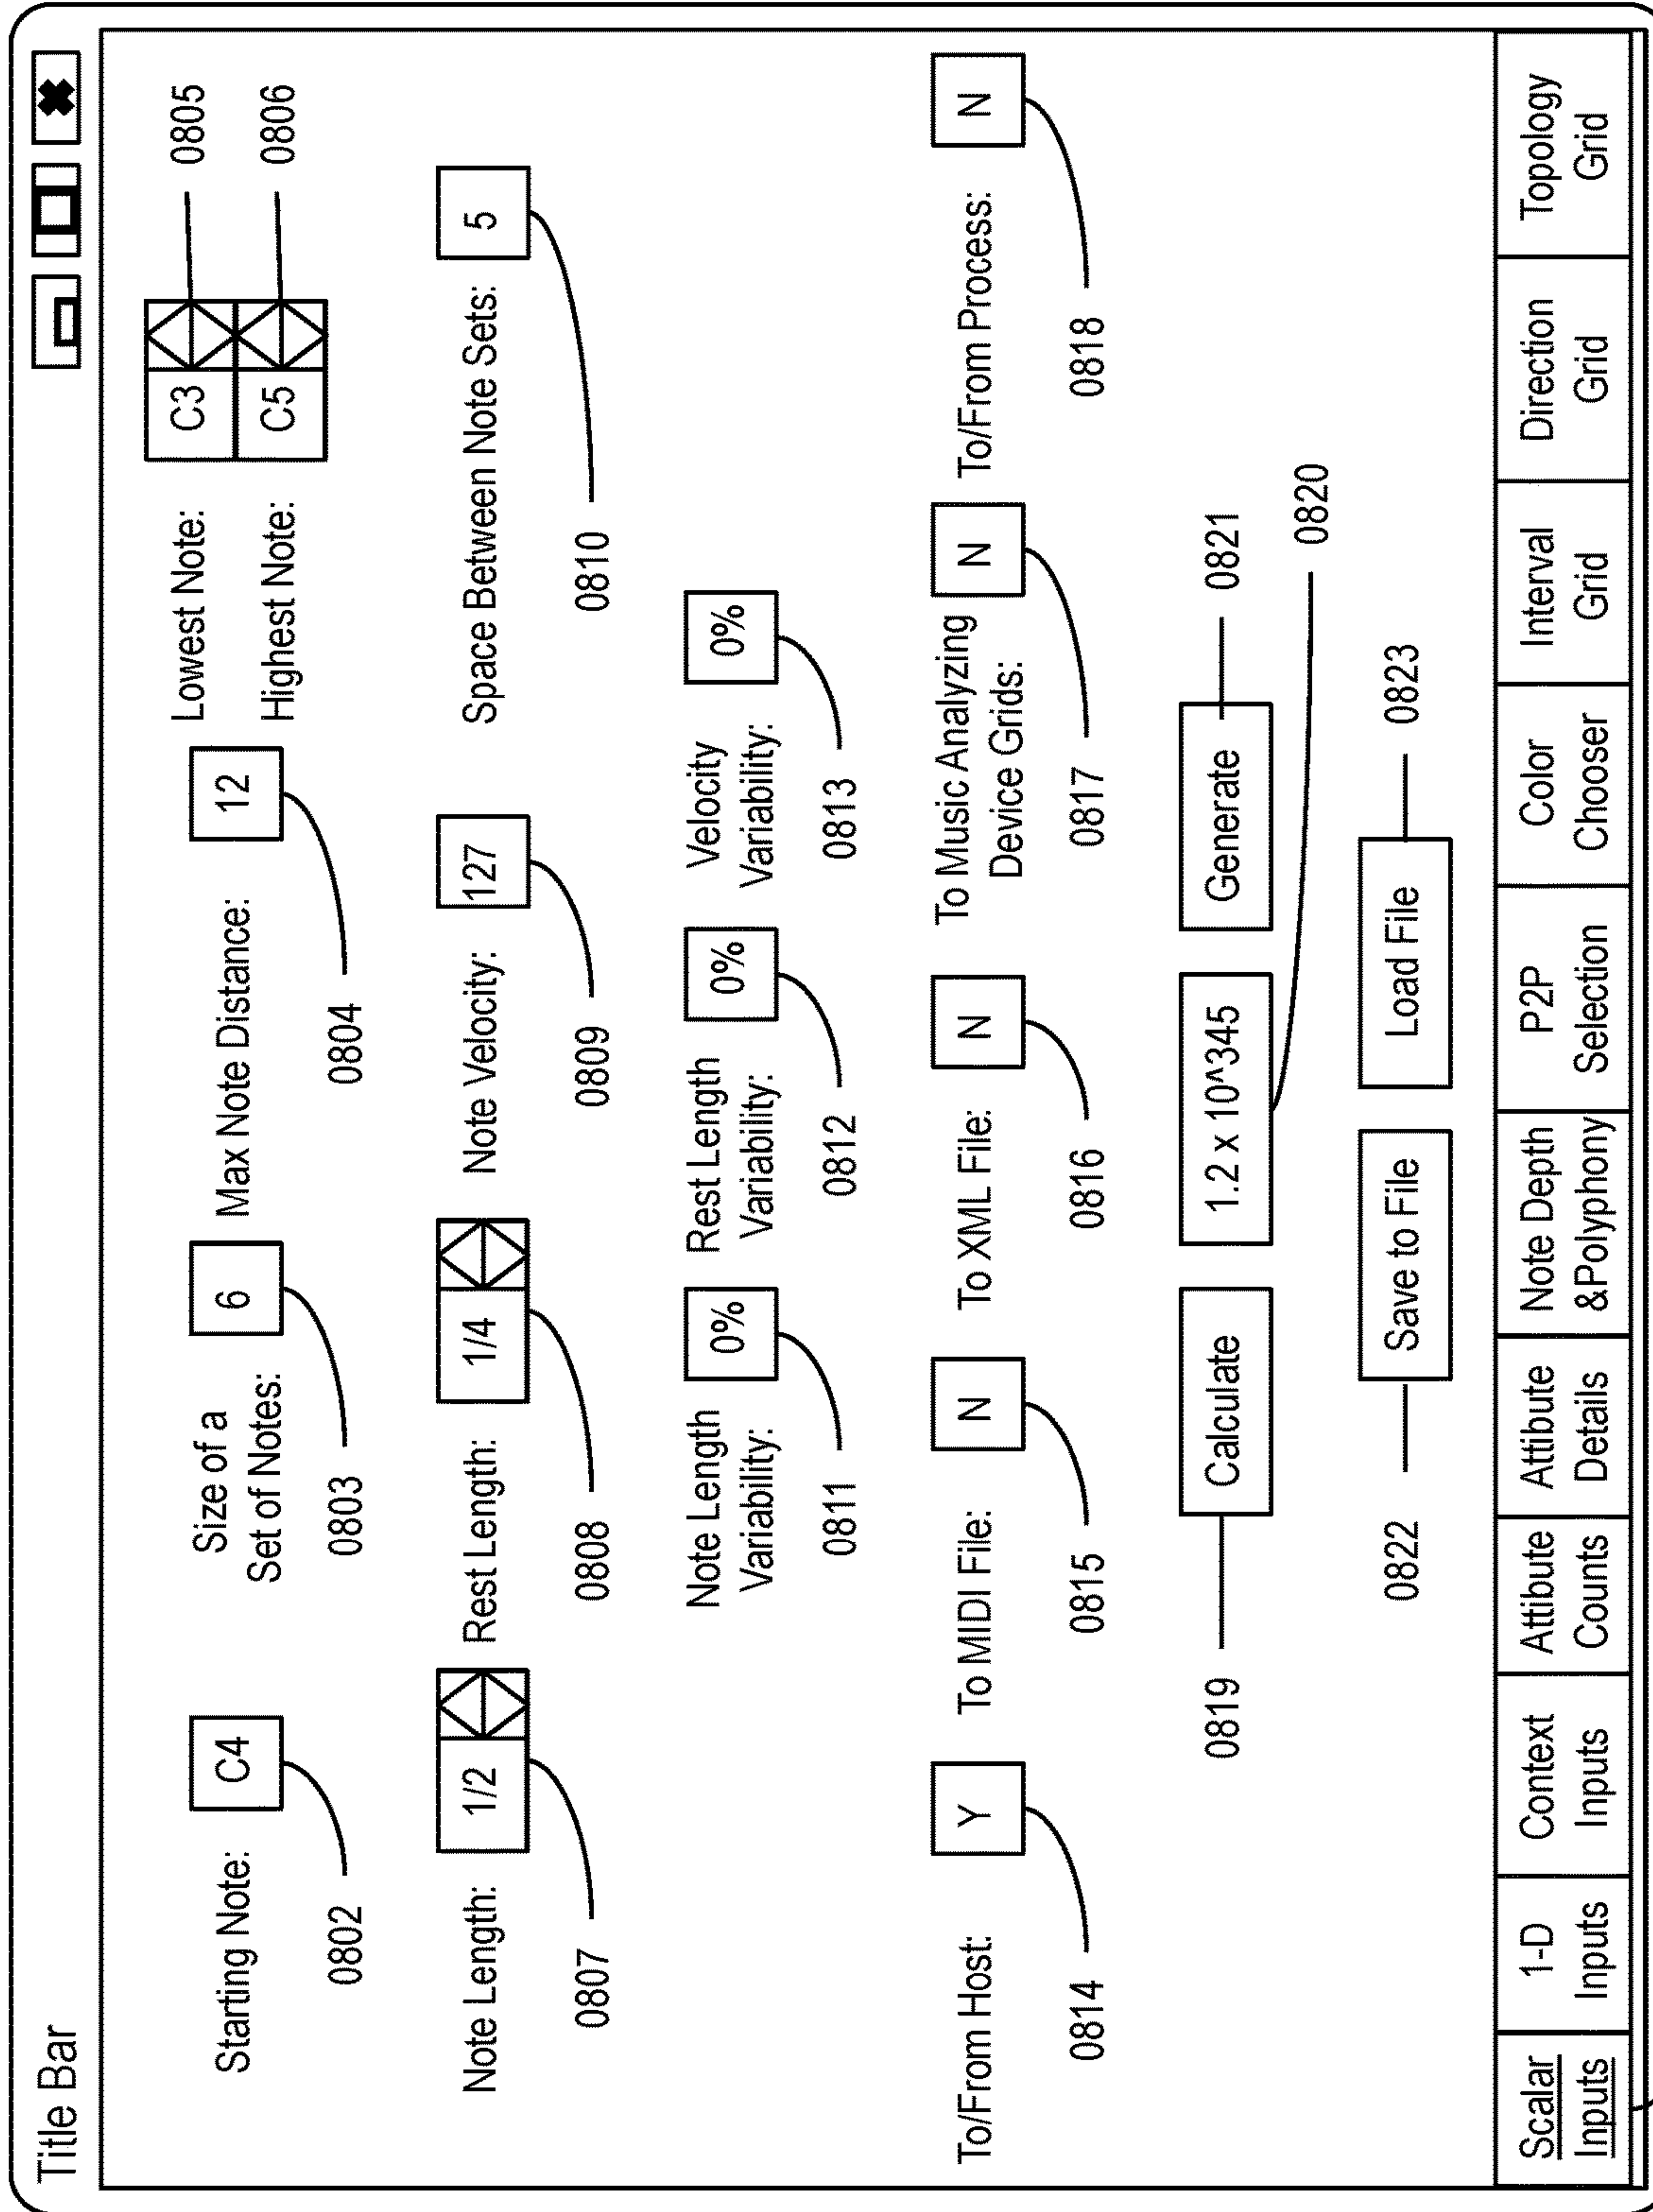 Title Bar
Starting Note: C4
0802
Size of a
Set of Notes: 6
0803
Max Note Distance: 12
0804
Lowest Note: C3 0805
Highest Note: C5 0806
Note Length: 1/2
0807
Rest Length: 1/4
0808
Note Velocity: 127
0809
Space Between Note Sets: 5
0810
Note Length
Variability: 0%
0811
Rest Length
Variability: 0%
0812
Velocity
Variability: 0%
0813
To/From Host: Y
0814
To MIDI File: N
0815
To XML File: N
0816
To Music Analyzing
Device Grids: N
0817
To/From Process: N
0818
0819 Calculate 1.2 x 10^345 Generate 0821
0820
0822 Save to File Load File 0823
Scalar
Inputs
1-D
Inputs
Context
Inputs
Attibute
Counts
Attibute
Details
Note Depth
&Polyphony
P2P
Selection
Color
Chooser
Interval
Grid
Direction
Grid
Topology
Grid